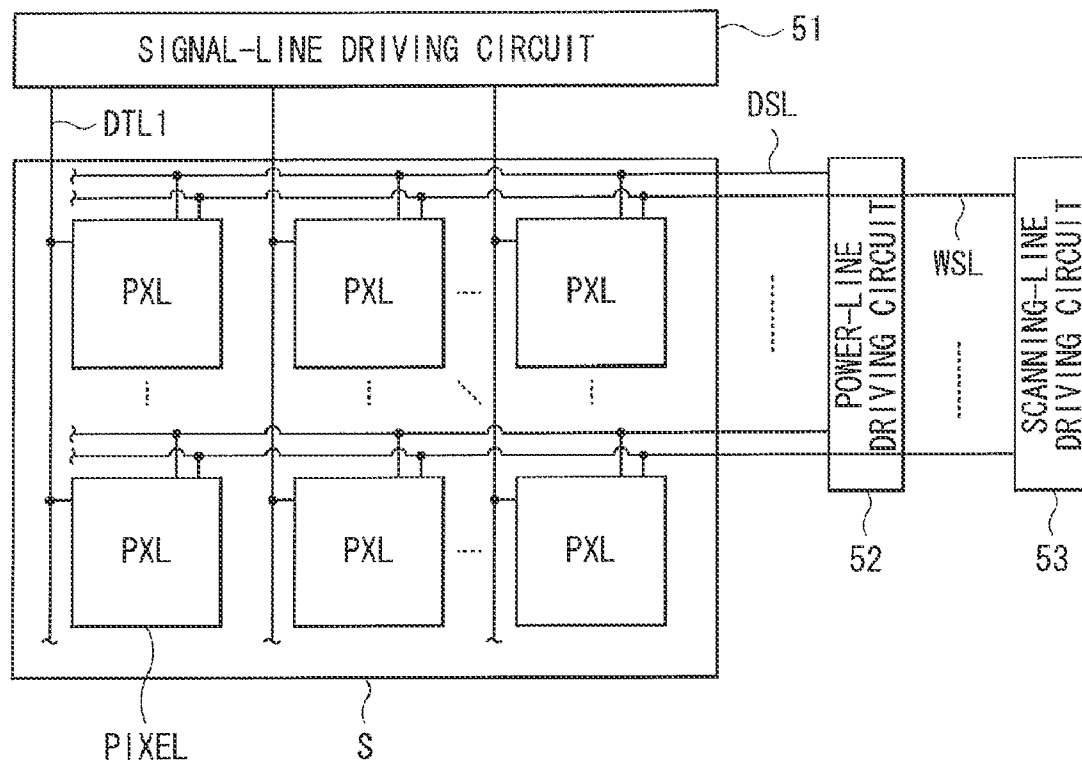 SIGNAL-LINE DRIVING CIRCUIT
51
DTL1
DSL
PXL
PXL
PXL
POWER-LINE
DRIVING CIRCUIT
WSL
SCANNING-LINE
DRIVING CIRCUIT
PXL
PXL
PXL
52
53
PIXEL
S